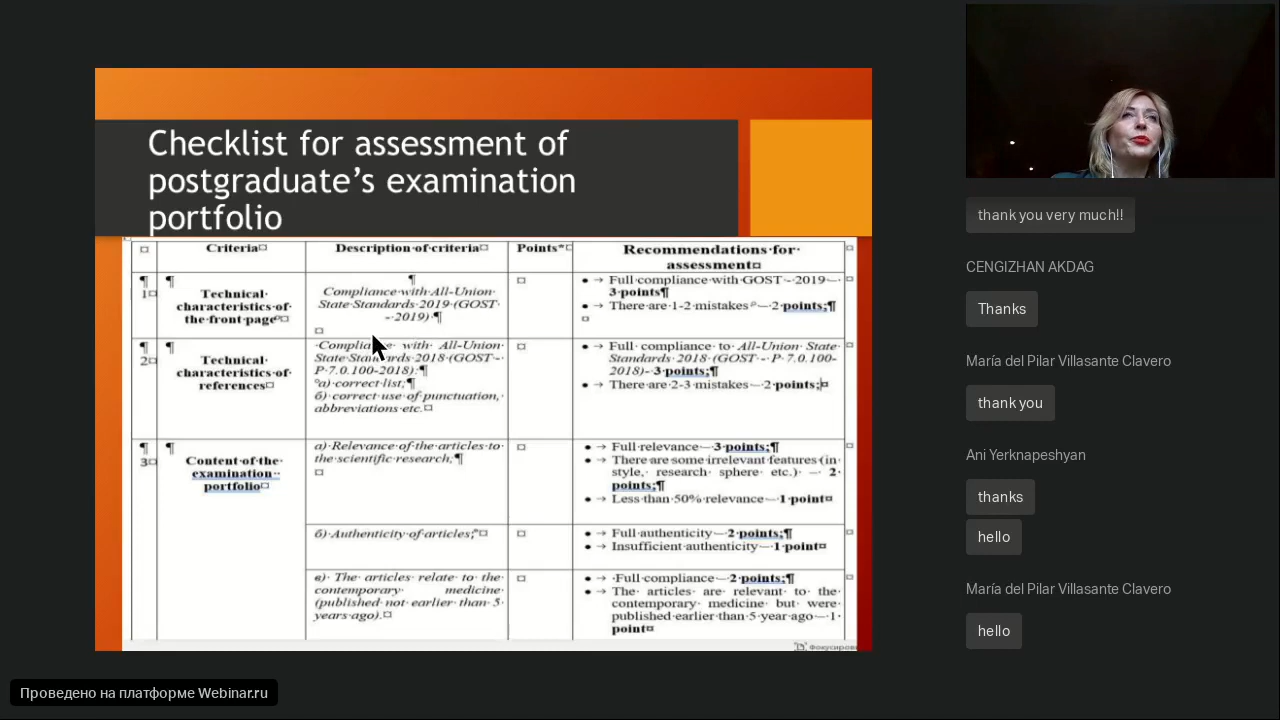 Checklist for assessment of
postgraduate's examination
portfolio
Criteria
Description of criteria
Points*
Recommendations for
assessment
1
Technical
characteristics of
the front page
Compliance with All-Union
State Standards 2019 (GOST
- 2019)
Full compliance with GOST - 2019 –
3 points
There are 1-2 mistakes – 2 points;
2
Technical
characteristics of
references
Compliance with All-Union
State Standards 2018 (GOST -
P 7.0.100-2018):
a) correct list;
б) correct use of punctuation,
abbreviations etc.
Full compliance to All-Union State
Standards 2018 (GOST - P 7.0.100-
2018)- 3 points;
There are 2-3 mistakes – 2 points;
3
Content of the
examination
portfolio
a) Relevance of the articles to
the scientific research;
Full relevance – 3 points;
There are some irrelevant features (in
style, research sphere etc.) – 2
points;
Less than 50% relevance – 1 point
б) Authenticity of articles;
Full authenticity – 2 points;
Insufficient authenticity – 1 point
в) The articles relate to the
contemporary medicine
(published not earlier than 5
years ago).
Full compliance – 2 points;
The articles are relevant to the
contemporary medicine but were
published earlier than 5 year ago – 1
point
thank you very much!!
CENGIZHAN AKDAG
Thanks
María del Pilar Villasante Clavero
thank you
Ani Yerknapeshyan
thanks
hello
María del Pilar Villasante Clavero
hello
Проведено на платформе Webinar.ru